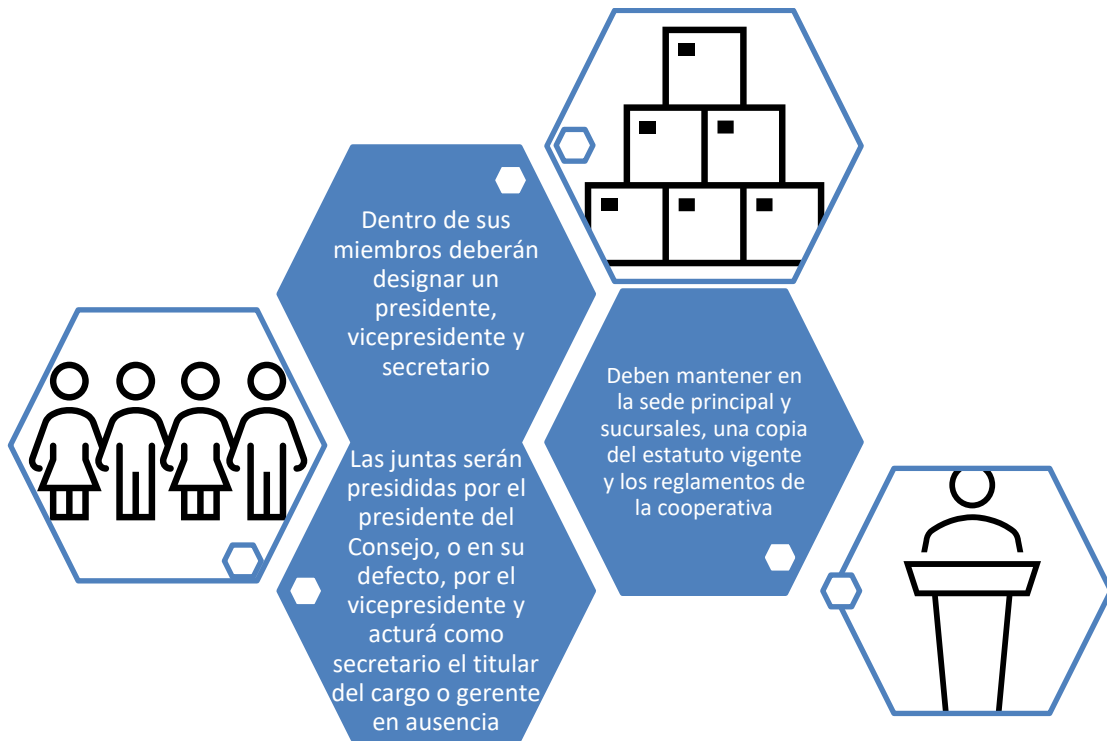 Dentro de sus
miembros deberán
designar un
presidente,
vicepresidente y
secretario
Deben mantener en
la sede principal y
sucursales, una copia
del estatuto vigente
y los reglamentos de
la cooperativa
Las juntas serán
presididas por el
presidente del
Consejo, o en su
defecto, por el
vicepresidente y
acturá como
secretario el titular
del cargo o gerente
en ausencia